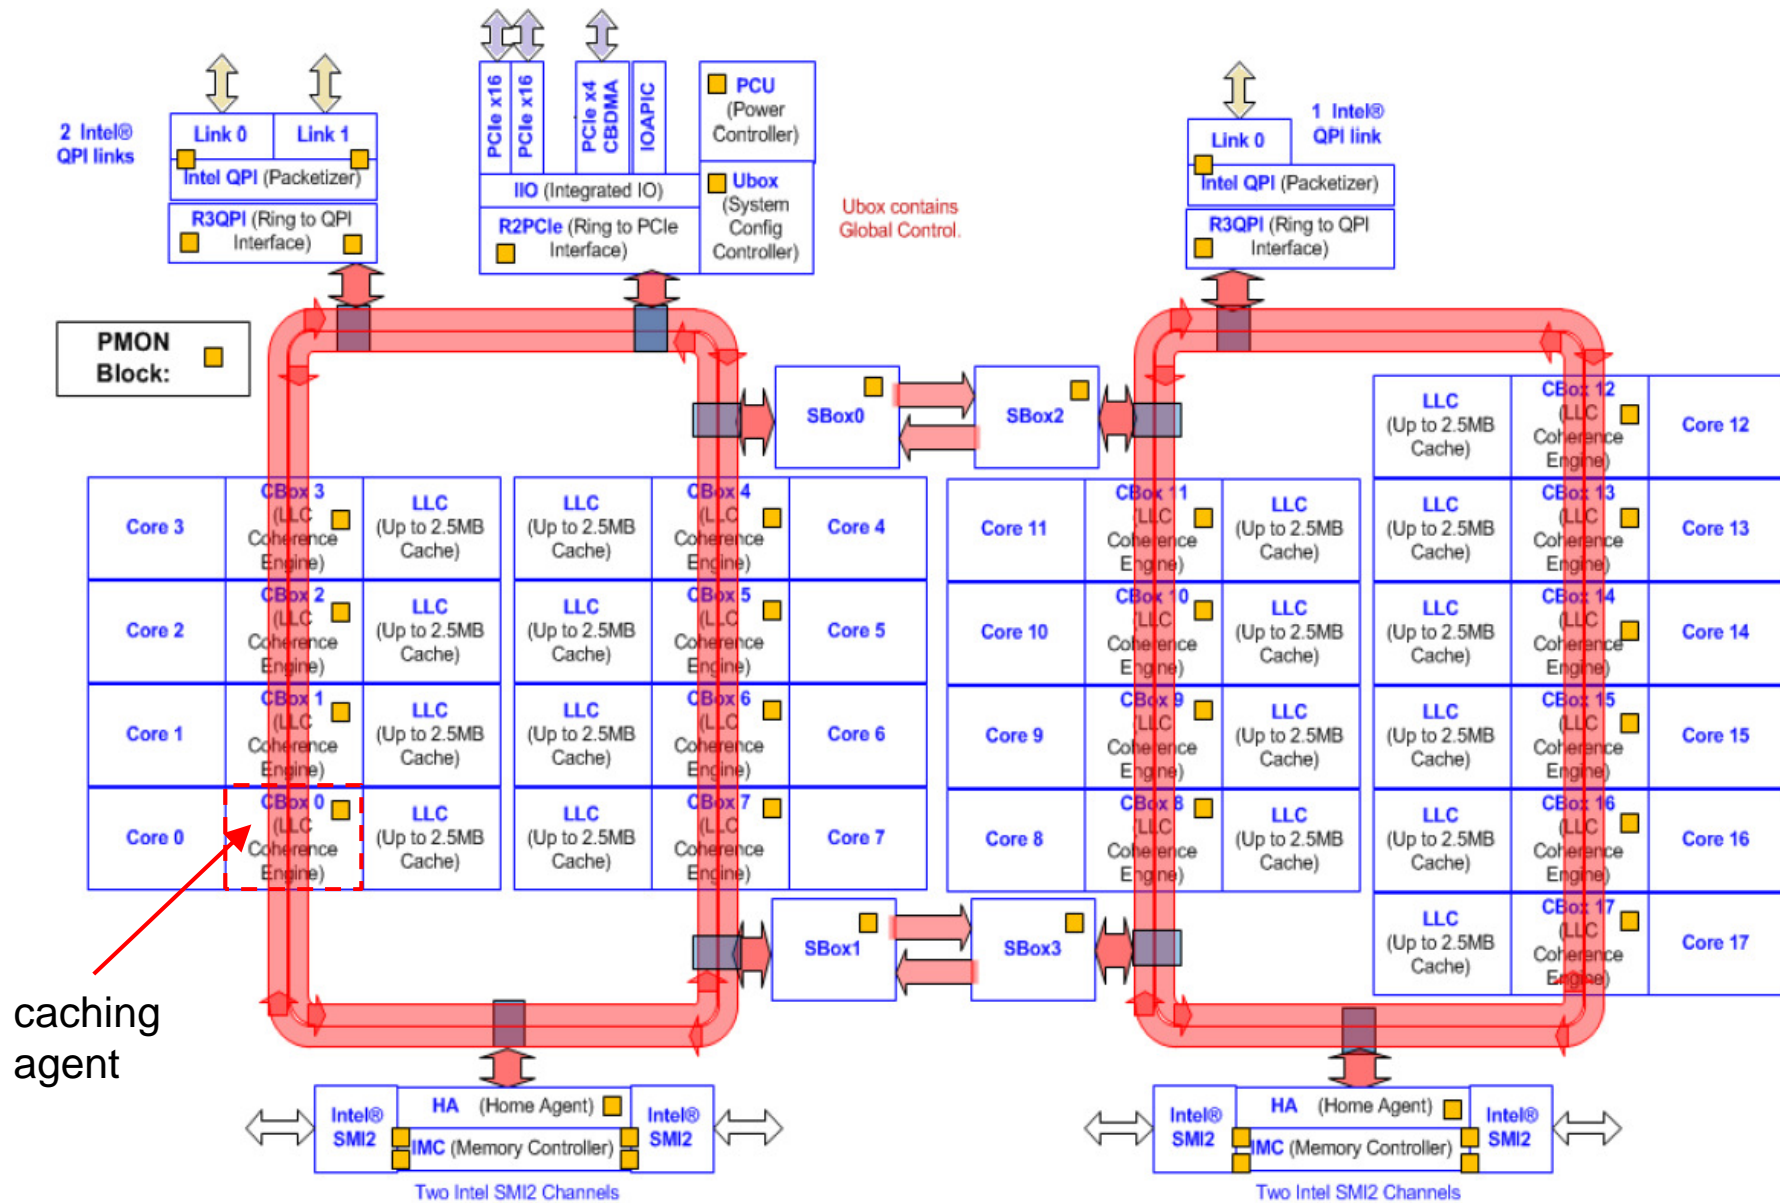 2 Intel®
QPI links
Link 0
Link 1
Intel QPI (Packetizer)
R3QPI (Ring to QPI
Interface)
PCIe x16
PCIe x16
PCIe x4
CBDMA
IOAPIC
IIO (Integrated IO)
R2PCIe (Ring to PCIe
Interface)
PCU
(Power
Controller)
Ubox
(System
Config
Controller)
Ubox contains
Global Control.
Link 0
1 Intel®
QPI link
Intel QPI (Packetizer)
R3QPI (Ring to QPI
Interface)
PMON
Block:
SBox0
SBox2
LLC
(Up to 2.5MB
Cache)
CBox 12
(LLC
Coherence
Engine)
Core 12
Core 3
CBox 3
(LLC
Coherence
Engine)
LLC
(Up to 2.5MB
Cache)
LLC
(Up to 2.5MB
Cache)
CBox 4
(LLC
Coherence
Engine)
Core 4
Core 11
CBox 11
(LLC
Coherence
Engine)
LLC
(Up to 2.5MB
Cache)
LLC
(Up to 2.5MB
Cache)
CBox 13
(LLC
Coherence
Engine)
Core 13
Core 2
CBox 2
(LLC
Coherence
Engine)
LLC
(Up to 2.5MB
Cache)
LLC
(Up to 2.5MB
Cache)
CBox 5
(LLC
Coherence
Engine)
Core 5
Core 10
CBox 10
(LLC
Coherence
Engine)
LLC
(Up to 2.5MB
Cache)
LLC
(Up to 2.5MB
Cache)
CBox 14
(LLC
Coherence
Engine)
Core 14
Core 1
CBox 1
(LLC
Coherence
Engine)
LLC
(Up to 2.5MB
Cache)
LLC
(Up to 2.5MB
Cache)
CBox 6
(LLC
Coherence
Engine)
Core 6
Core 9
CBox 9
(LLC
Coherence
Engine)
LLC
(Up to 2.5MB
Cache)
LLC
(Up to 2.5MB
Cache)
CBox 15
(LLC
Coherence
Engine)
Core 15
Core 0
CBox 0
(LLC
Coherence
Engine)
LLC
(Up to 2.5MB
Cache)
LLC
(Up to 2.5MB
Cache)
CBox 7
(LLC
Coherence
Engine)
Core 7
Core 8
CBox 8
(LLC
Coherence
Engine)
LLC
(Up to 2.5MB
Cache)
LLC
(Up to 2.5MB
Cache)
CBox 16
(LLC
Coherence
Engine)
Core 16
SBox1
SBox3
LLC
(Up to 2.5MB
Cache)
CBox 17
(LLC
Coherence
Engine)
Core 17
caching
agent
Intel®
SMI2
HA (Home Agent)
IMC (Memory Controller)
Intel®
SMI2
Two Intel SMI2 Channels
Intel®
SMI2
HA (Home Agent)
IMC (Memory Controller)
Intel®
SMI2
Two Intel SMI2 Channels